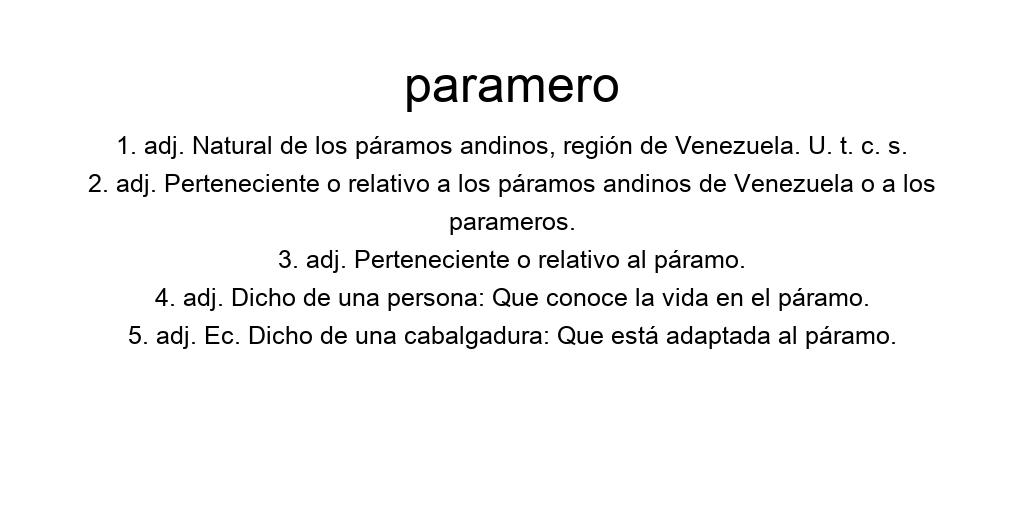 paramero
1. adj. Natural de los páramos andinos, región de Venezuela. U. t. c. s.
2. adj. Perteneciente o relativo a los páramos andinos de Venezuela o a los
parameros.
3. adj. Perteneciente o relativo al páramo.
4. adj. Dicho de una persona: Que conoce la vida en el páramo.
5. adj. Ec. Dicho de una cabalgadura: Que está adaptada al páramo.